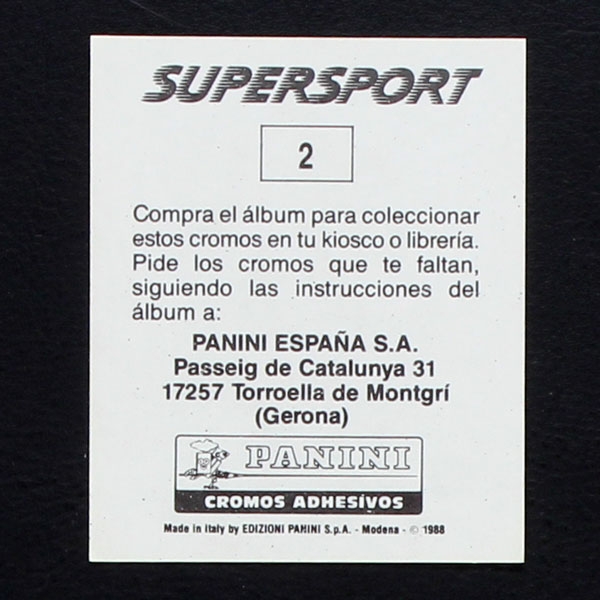 SUPERSPORT
2
Compra el álbum para coleccionar
estos cromos en tu kiosco o librería.
Pide los cromos que te faltan,
siguiendo las instrucciones del
álbum a:
PANINI ESPAÑA S.A.
Passeig de Catalunya 31
17257 Torroella de Montgrí
(Gerona)
PANINI
CROMOS ADHESÍVOS
Made in Italy by EDIZIONI PANINI S.p.A. - Modena - © 1988